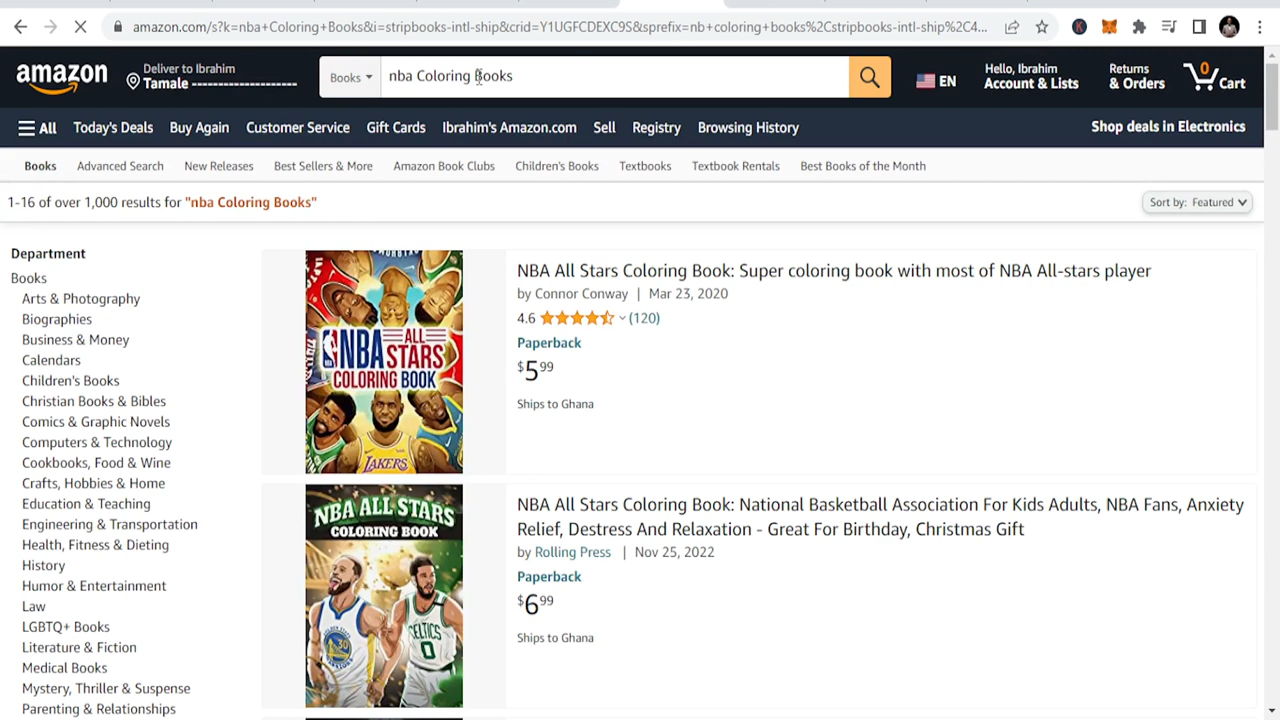 amazon.com/s?k=nba+Coloring+Books&i=stripbooks-intl-ship&crid=Y1UGFCDEXC9S&sprefix=nb+coloring+books%2Cstripbooks-intl-ship%2C4...
amazon
Deliver to Ibrahim
Tamale
Books
nba Coloring Books
EN
Hello, Ibrahim
Account & Lists
Returns
& Orders
0
Cart
All
Today's Deals
Buy Again
Customer Service
Gift Cards
Ibrahim's Amazon.com
Sell
Registry
Browsing History
Shop deals in Electronics
Books
Advanced Search
New Releases
Best Sellers & More
Amazon Book Clubs
Children's Books
Textbooks
Textbook Rentals
Best Books of the Month
1-16 of over 1,000 results for "nba Coloring Books"
Sort by: Featured
Department
Books
Arts & Photography
Biographies
Business & Money
Calendars
Children's Books
Christian Books & Bibles
Comics & Graphic Novels
Computers & Technology
Cookbooks, Food & Wine
Crafts, Hobbies & Home
Education & Teaching
Engineering & Transportation
Health, Fitness & Dieting
History
Humor & Entertainment
Law
LGBTQ+ Books
Literature & Fiction
Medical Books
Mystery, Thriller & Suspense
Parenting & Relationships
NBA ALL
STARS
COLORING BOOK
LAKERS
NBA All Stars Coloring Book: Super coloring book with most of NBA All-stars player
by Connor Conway | Mar 23, 2020
4.6 (120)
Paperback
$5.99
Ships to Ghana
NBA ALL STARS
COLORING BOOK
30
CELTICS
0
NBA All Stars Coloring Book: National Basketball Association For Kids Adults, NBA Fans, Anxiety
Relief, Destress And Relaxation - Great For Birthday, Christmas Gift
by Rolling Press | Nov 25, 2022
Paperback
$6.99
Ships to Ghana